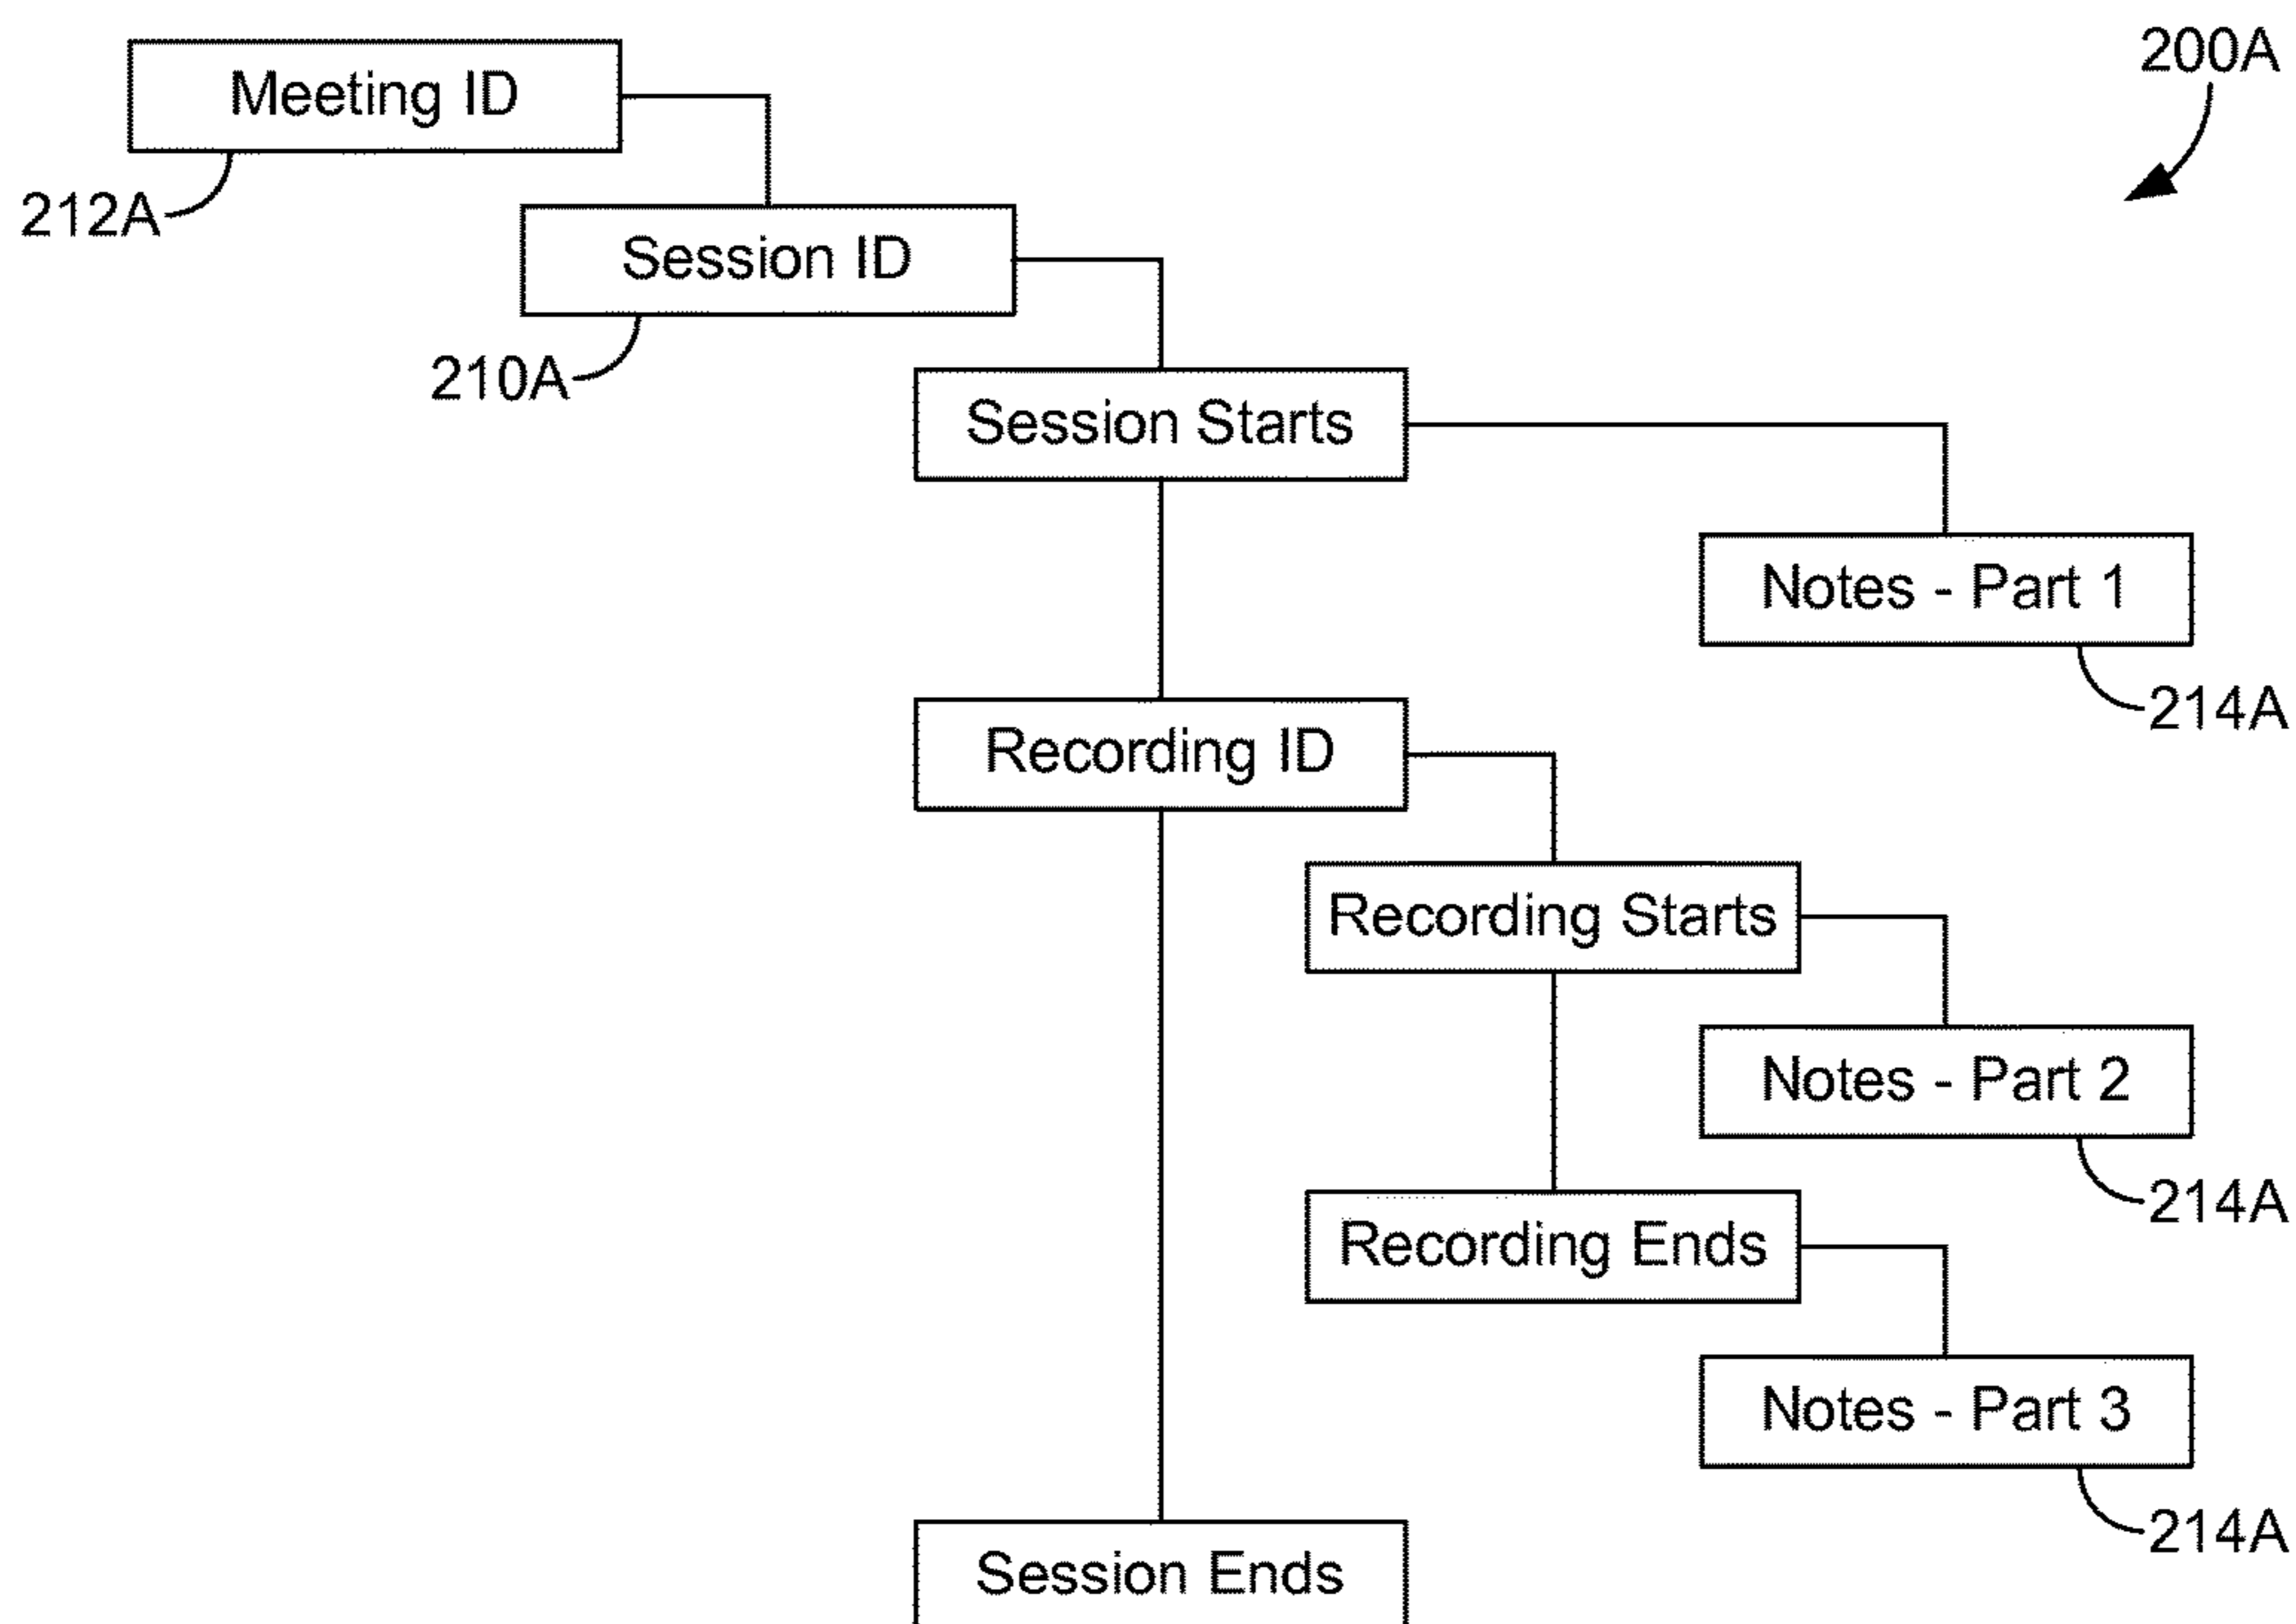 200A
Meeting ID
212A
Session ID
210A
Session Starts
Notes - Part 1
214A
Recording ID
Recording Starts
Notes - Part 2
214A
Recording Ends
Notes - Part 3
214A
Session Ends